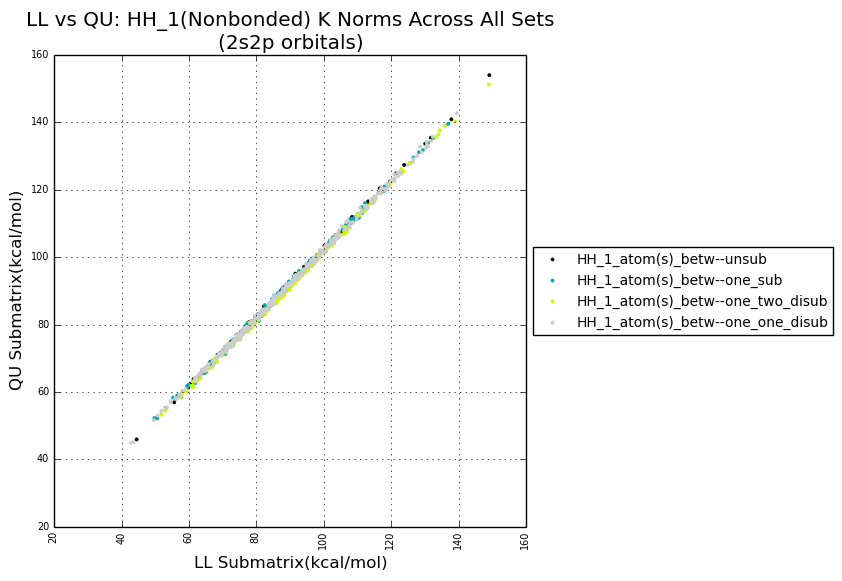 LL vs QU: HH_1(Nonbonded) K Norms Across All Sets
(2s2p orbitals)
160
140
120
100
80
60
40
20
QU Submatrix(kcal/mol)
20 40 60 80 100 120 140 160
LL Submatrix(kcal/mol)
HH_1_atom(s)_betw--unsub
HH_1_atom(s)_betw--one_sub
HH_1_atom(s)_betw--one_two_disub
HH_1_atom(s)_betw--one_one_disub